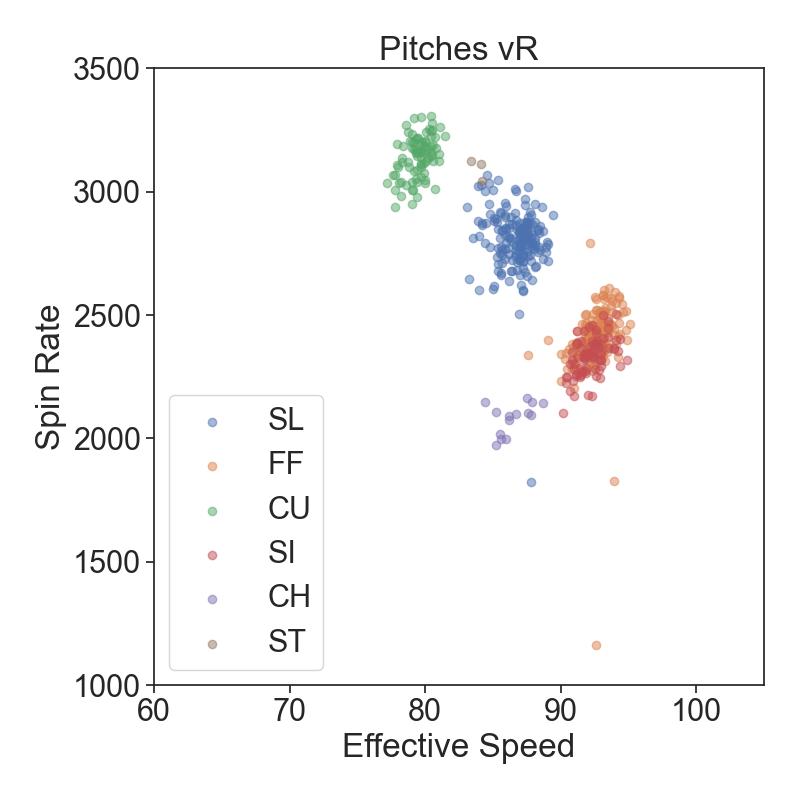 Pitches vR
3500
3000
2500
2000
1500
1000
Spin Rate
SL
FF
CU
SI
CH
ST
60 70 80 90 100
Effective Speed